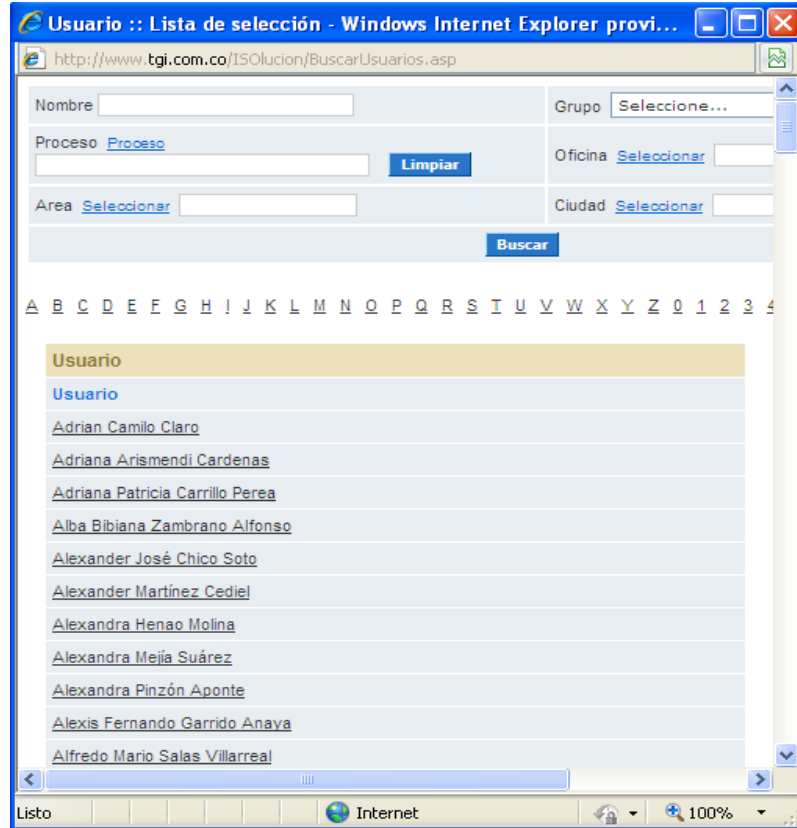 Usuario :: Lista de selección - Windows Internet Explorer provi...
http://www.tgi.com.co/ISOlucion/BuscarUsuarios.asp
Nombre Grupo Seleccione...
Proceso Proceso
Limpiar Oficina Seleccionar
Area Seleccionar Ciudad Seleccionar
Buscar
A B C D E F G H I J K L M N O P Q R S T U V W X Y Z 0 1 2 3 4
Usuario
Usuario
Adrian Camilo Claro
Adriana Arismendi Cardenas
Adriana Patricia Carrillo Perea
Alba Bibiana Zambrano Alfonso
Alexander José Chico Soto
Alexander Martínez Cediel
Alexandra Henao Molina
Alexandra Mejía Suárez
Alexandra Pinzón Aponte
Alexis Fernando Garrido Anaya
Alfredo Mario Salas Villarreal
Listo Internet 100%